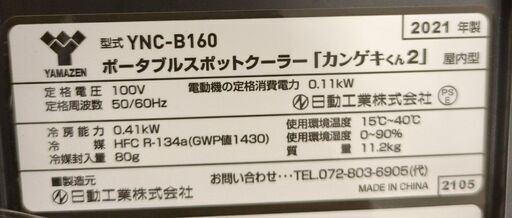 YAMAZEN
型式 YNC-B160
2021 年製
ポータブルスポットクーラー「カンゲキくん2」 屋内型
定格電圧 100V 電動機の定格消費電力 0.11kW
定格周波数 50/60Hz
N 日動工業株式会社
PS E
冷房能力 0.41kW 使用環境温度 15℃~40℃
冷媒 HFC R-134a(GWP値1430) 使用環境湿度 0~90%
冷媒封入量 80g 質量 11.2kg
■製造元 お問い合わせ・・・TEL.072-803-6905(代)
N 日動工業株式会社 MADE IN CHINA 2105